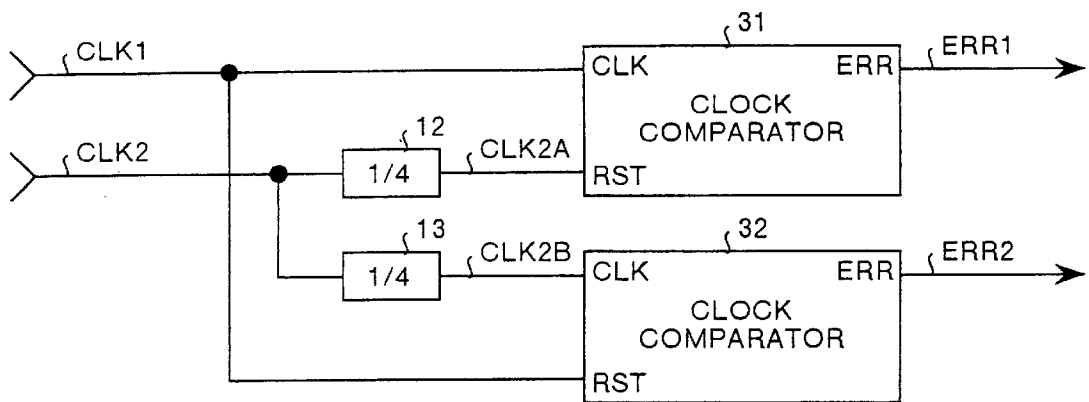 31
CLK1
CLK
ERR
ERR1
CLOCK
COMPARATOR
CLK2
12
1/4
CLK2A
RST
13
1/4
CLK2B
32
CLK
ERR
ERR2
CLOCK
COMPARATOR
RST